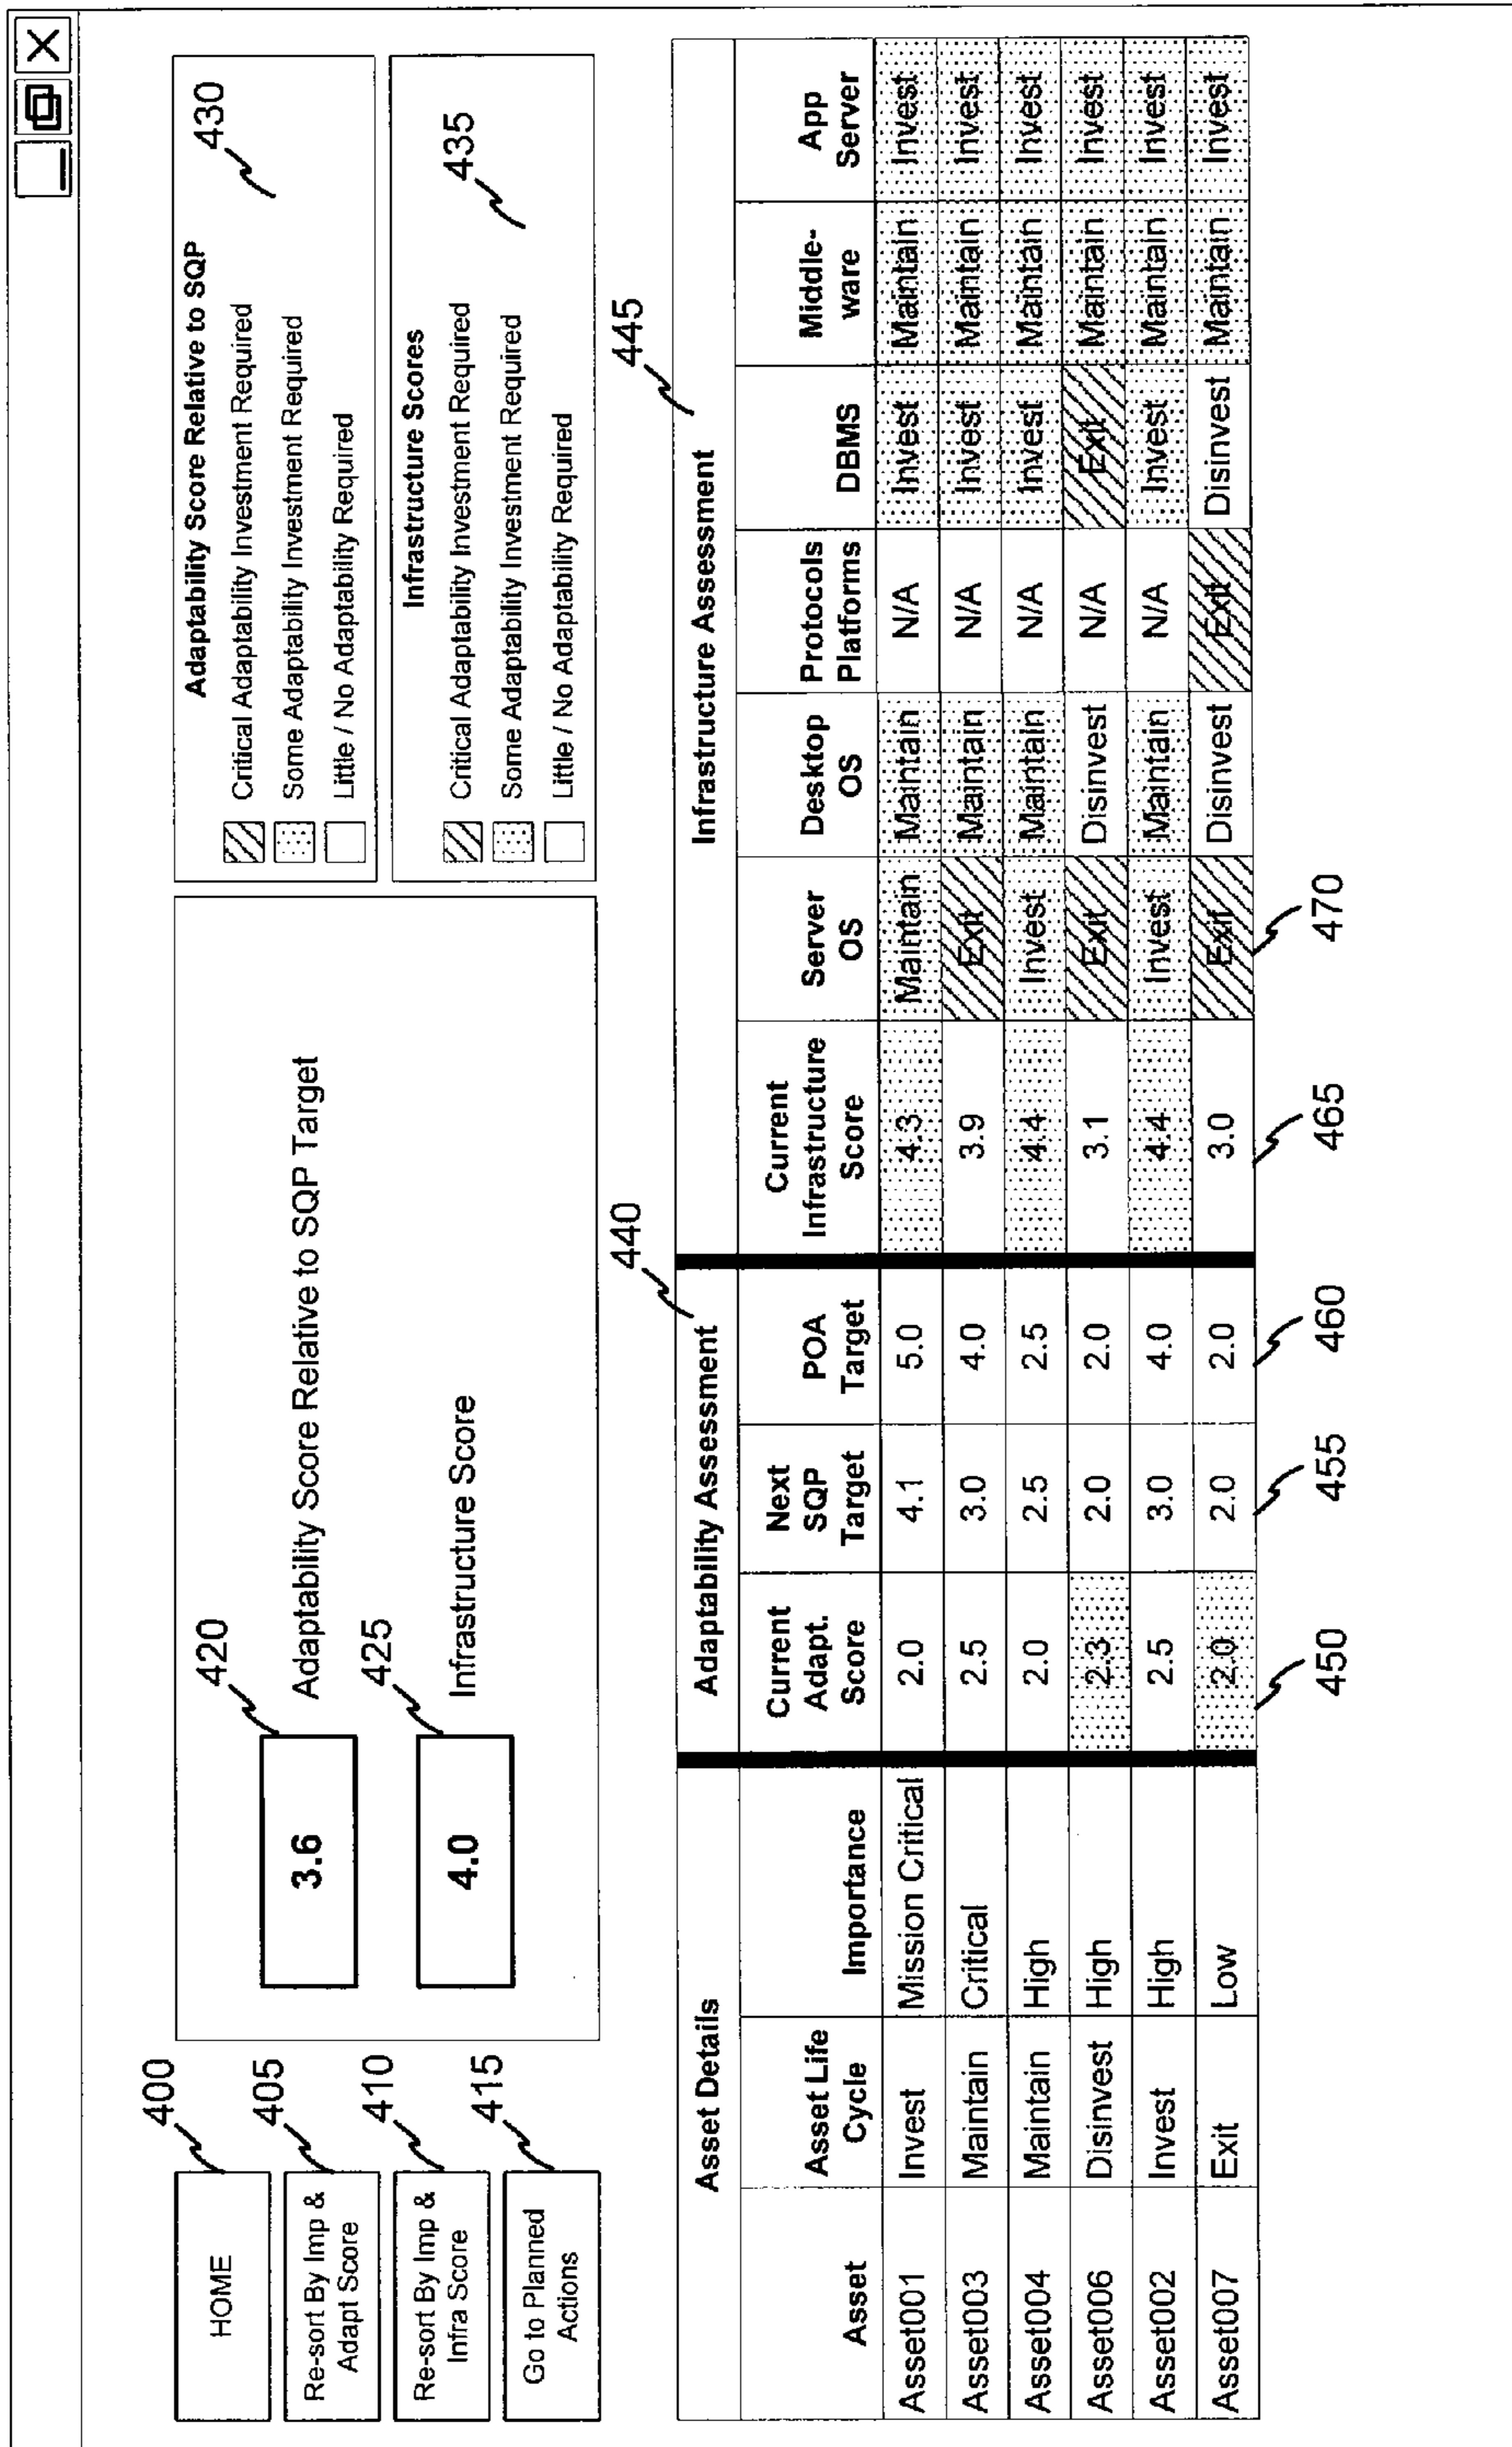 HOME
400
Re-sort By Imp &
Adapt Score
405
Re-sort By Imp &
Infra Score
410
Go to Planned
Actions
415
3.6
420
Adaptability Score Relative to SQP Target
4.0
425
Infrastructure Score
Adaptability Score Relative to SQP
Critical Adaptability Investment Required
Some Adaptability Investment Required
Little / No Adaptability Required
430
Infrastructure Scores
Critical Adaptability Investment Required
Some Adaptability Investment Required
Little / No Adaptability Required
435
440
445
Asset Details Adaptability Assessment Infrastructure Assessment
Asset Asset Life Cycle Importance Current Adapt. Score Next SQP Target POA Target Current Infrastructure Score Server OS Desktop OS Protocols Platforms DBMS Middle-ware App Server
Asset001 Invest Mission Critical 2.0 4.1 5.0 4.3 Maintain Maintain N/A Invest Maintain Invest
Asset003 Maintain Critical 2.5 3.0 4.0 3.9 Exit Maintain N/A Invest Maintain Invest
Asset004 Maintain High 2.0 2.5 2.5 4.4 Invest Maintain N/A Invest Maintain Invest
Asset006 Disinvest High 2.3 2.0 2.0 3.1 Exit Disinvest N/A Exit Maintain Invest
Asset002 Invest High 2.5 3.0 4.0 4.4 Invest Maintain N/A Invest Maintain Invest
Asset007 Exit Low 2.0 2.0 2.0 3.0 Exit Disinvest Exit Disinvest Maintain Invest
450 455 460 465 470